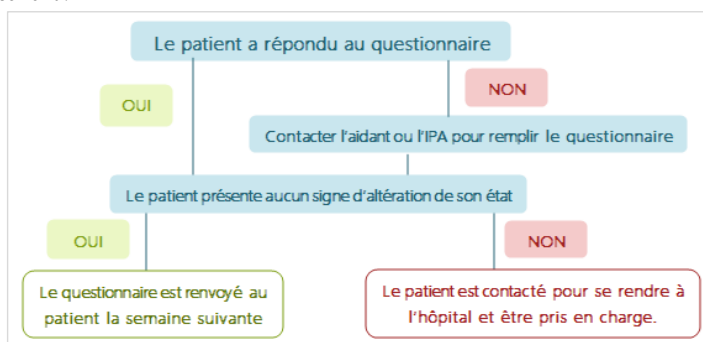 Le patient a répondu au questionnaire
OUI
NON
Contacter l'aidant ou l'IPA pour remplir le questionnaire
Le patient présente aucun signe d'altération de son état
OUI
NON
Le questionnaire est renvoyé au
patient la semaine suivante
Le patient est contacté pour se rendre à
l'hôpital et être pris en charge.